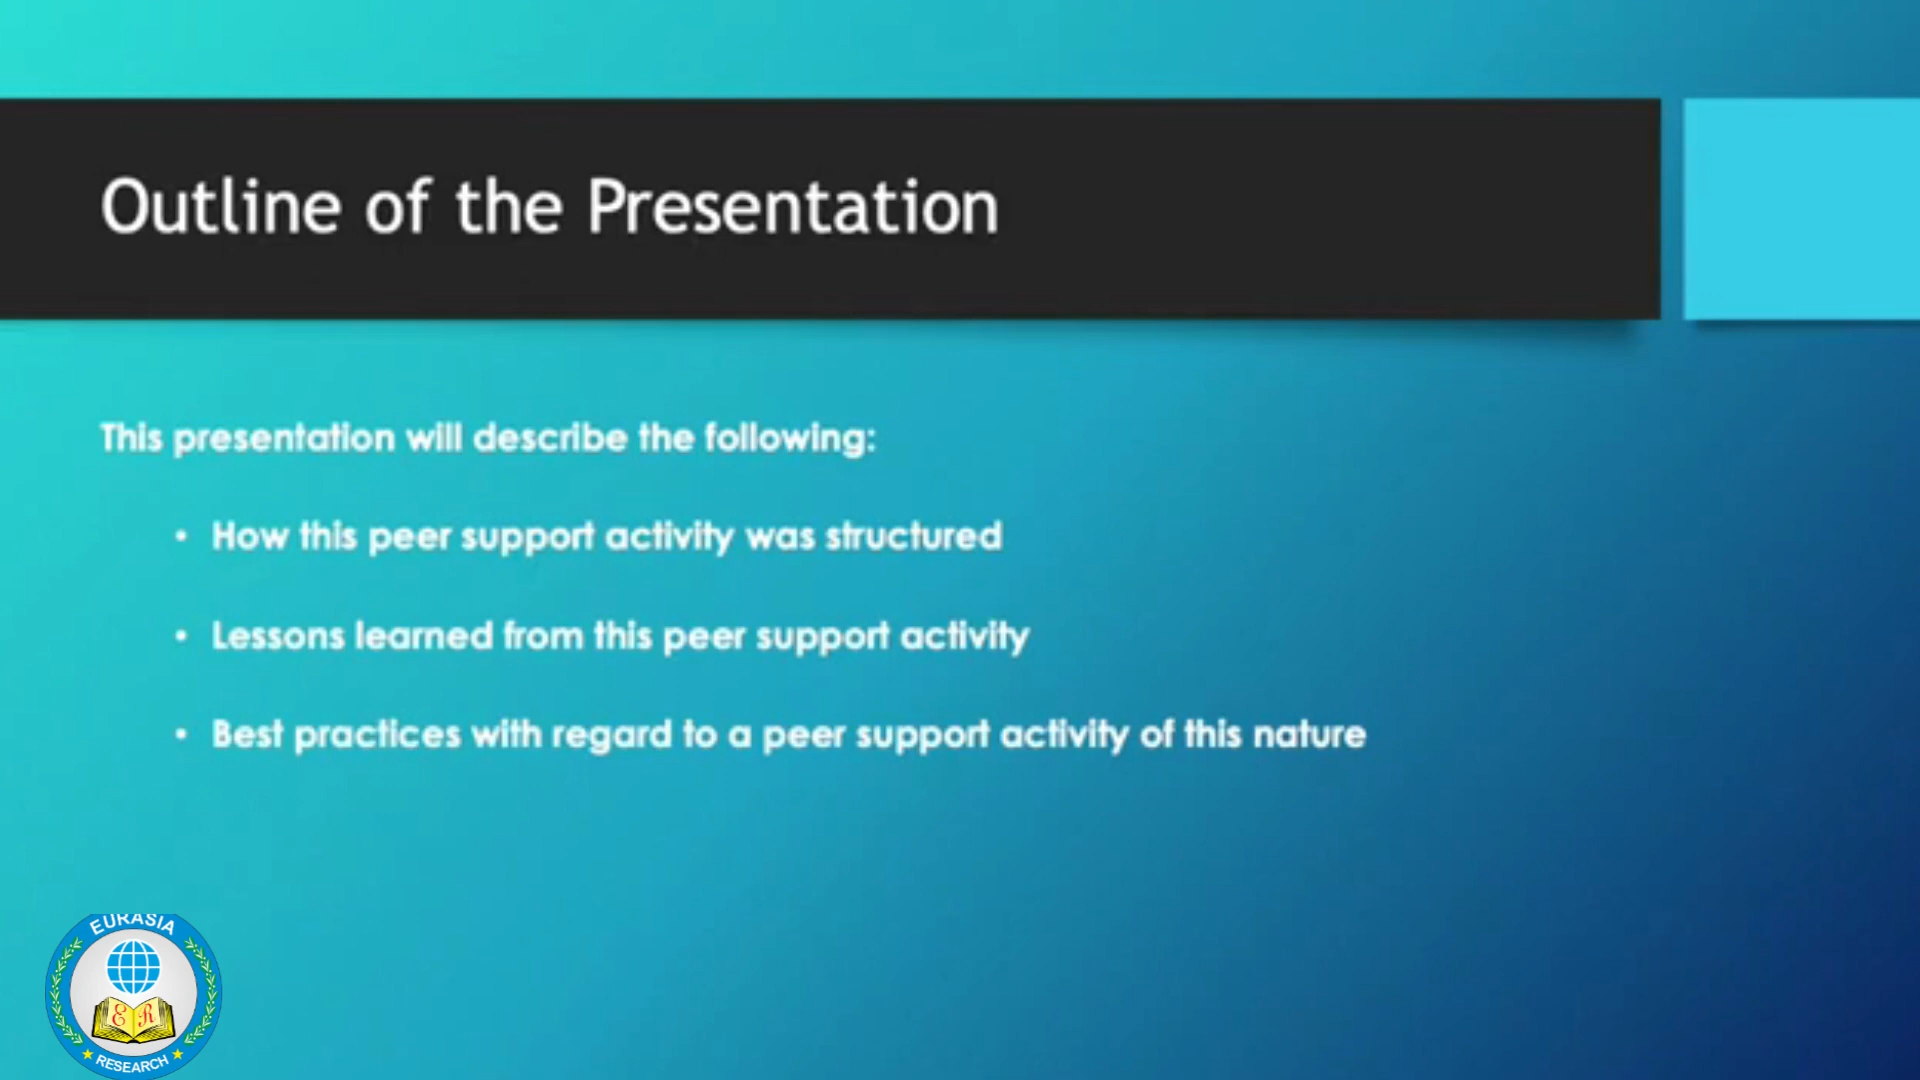 Outline of the Presentation
This presentation will describe the following:
• How this peer support activity was structured
• Lessons learned from this peer support activity
• Best practices with regard to a peer support activity of this nature
EURASIA
E R
RESEARCH